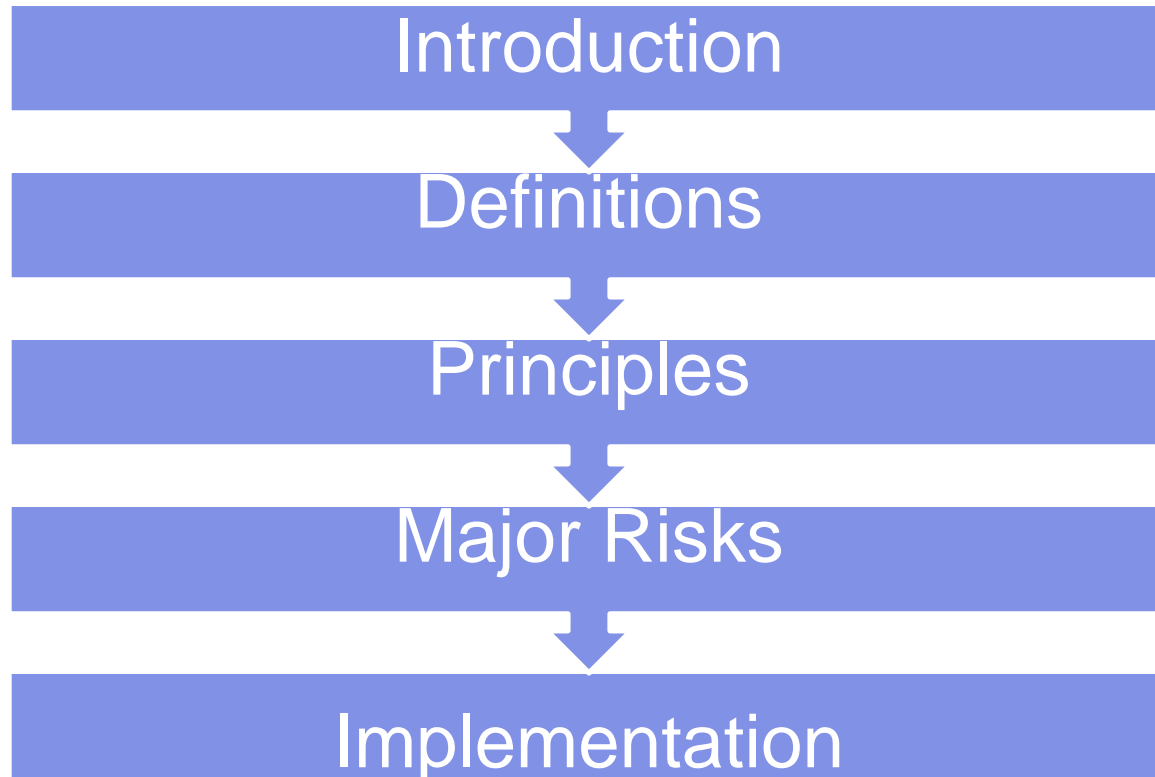 Introduction
Definitions
Principles
Major Risks
Implementation